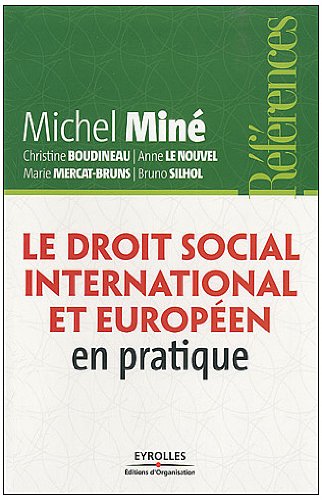 Michel Miné
Christine BOUDINEAU | Anne LE NOUVEL
Marie MERCAT-BRUNS | Bruno SILHOL
Références
LE DROIT SOCIAL
INTERNATIONAL
ET EUROPÉEN
en pratique
EYROLLES
Éditions d'Organisation